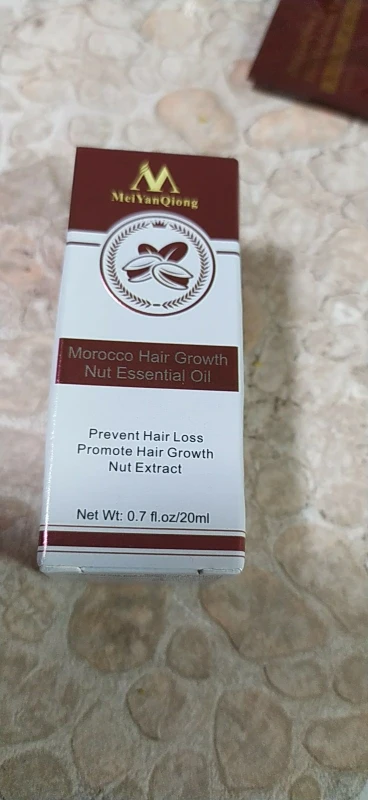 MeiYanQiong
Morocco Hair Growth
Nut Essential Oil
Prevent Hair Loss
Promote Hair Growth
Nut Extract
Net Wt: 0.7 fl.oz/20ml